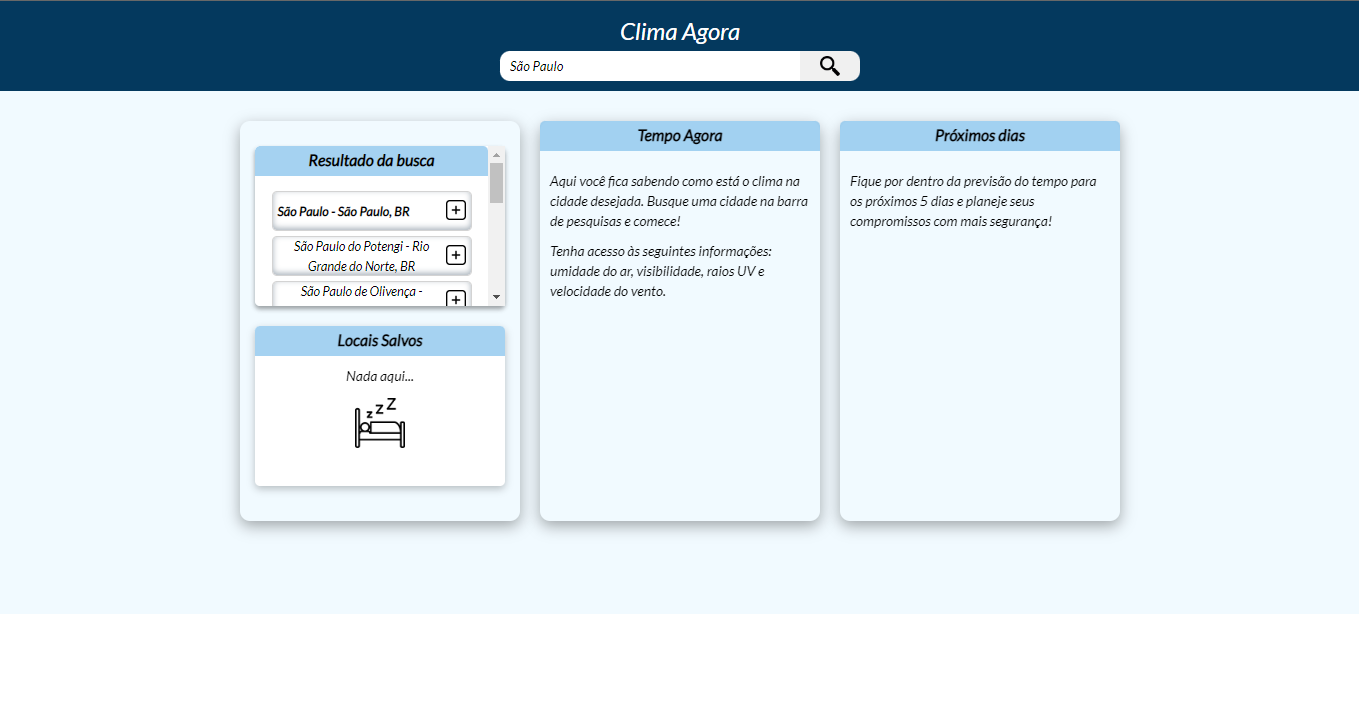 Clima Agora
São Paulo
Resultado da busca
São Paulo - São Paulo, BR
São Paulo do Potengi - Rio
Grande do Norte, BR
São Paulo de Olivença -
Locais Salvos
Nada aqui...
z z Z
Tempo Agora
Aqui você fica sabendo como está o clima na
cidade desejada. Busque uma cidade na barra
de pesquisas e comece!
Tenha acesso às seguintes informações:
umidade do ar, visibilidade, raios UV e
velocidade do vento.
Próximos dias
Fique por dentro da previsão do tempo para
os próximos 5 dias e planeje seus
compromissos com mais segurança!